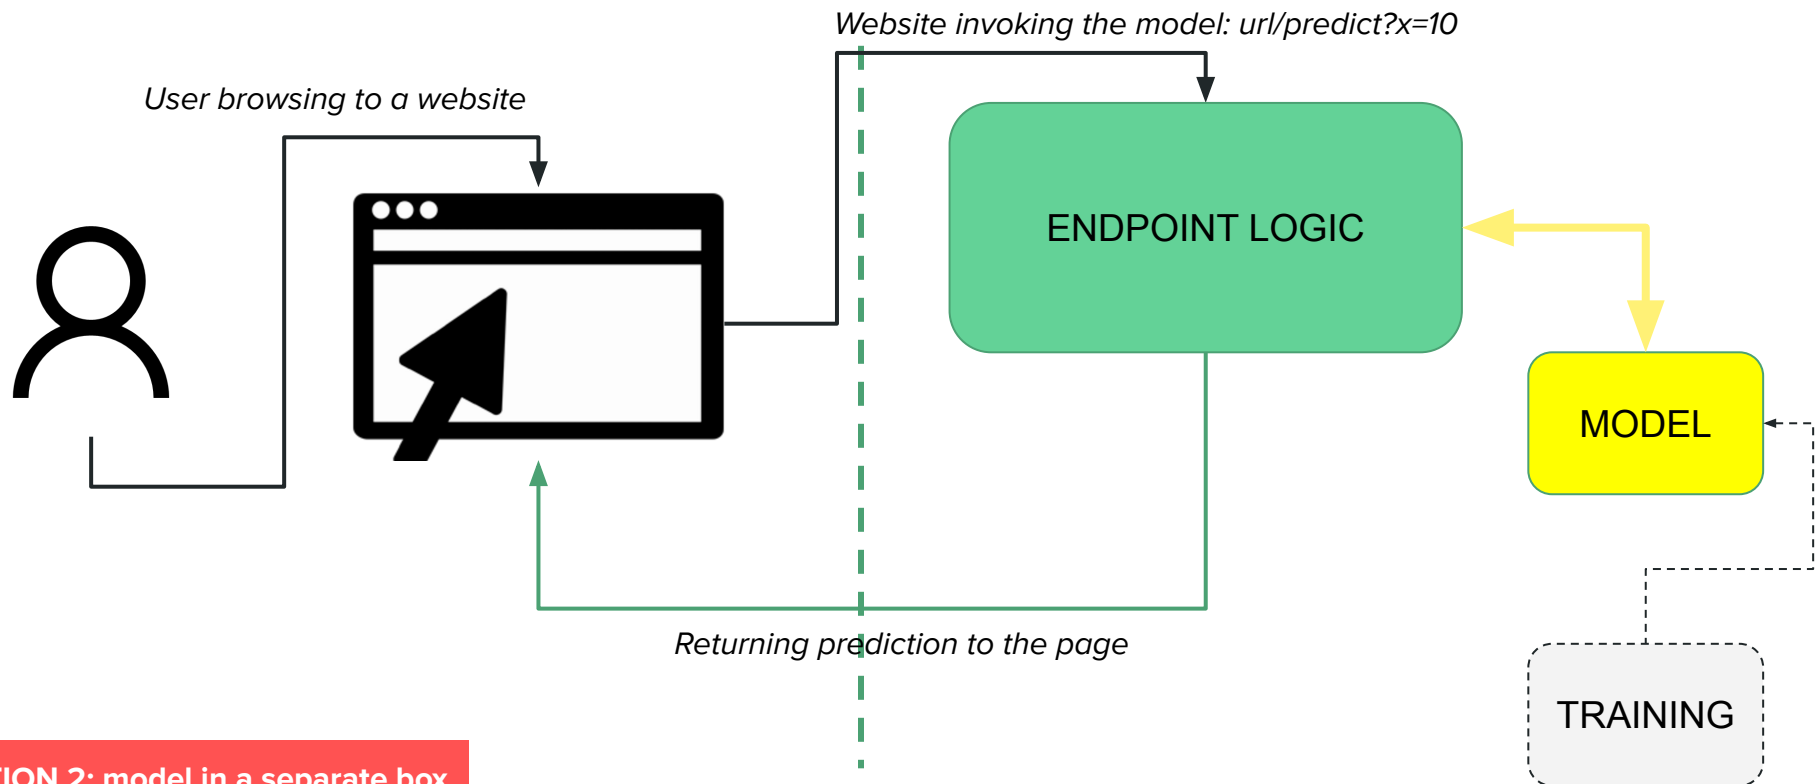 Website invoking the model: url/predict?x=10
User browsing to a website
ENDPOINT LOGIC
MODEL
Returning prediction to the page
TRAINING
2: model in a separate box